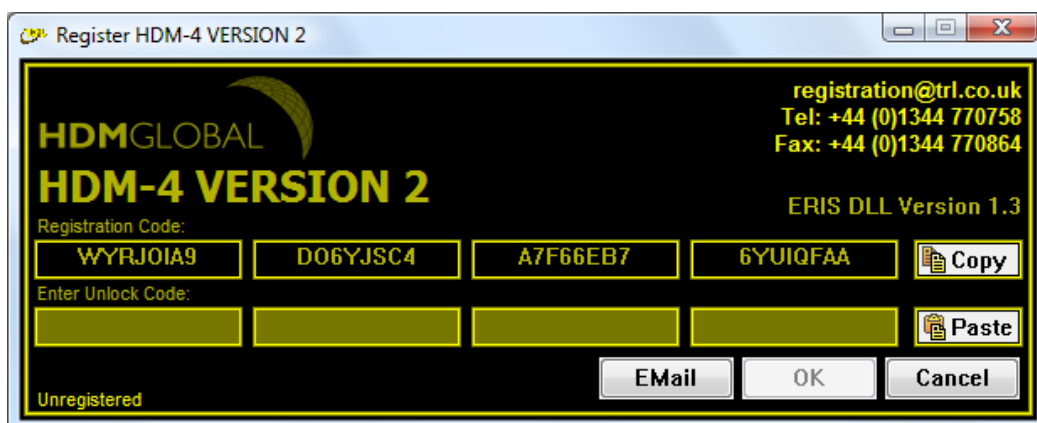 Register HDM-4 VERSION 2
registration@trl.co.uk
Tel: +44 (0)1344 770758
Fax: +44 (0)1344 770864
HDMGLOBAL
HDM-4 VERSION 2
ERIS DLL Version 1.3
Registration Code:
WYRJOIA9 DO6YJSC4 A7F66EB7 6YUIQFAA Copy
Enter Unlock Code:
Paste
EMail OK Cancel
Unregistered